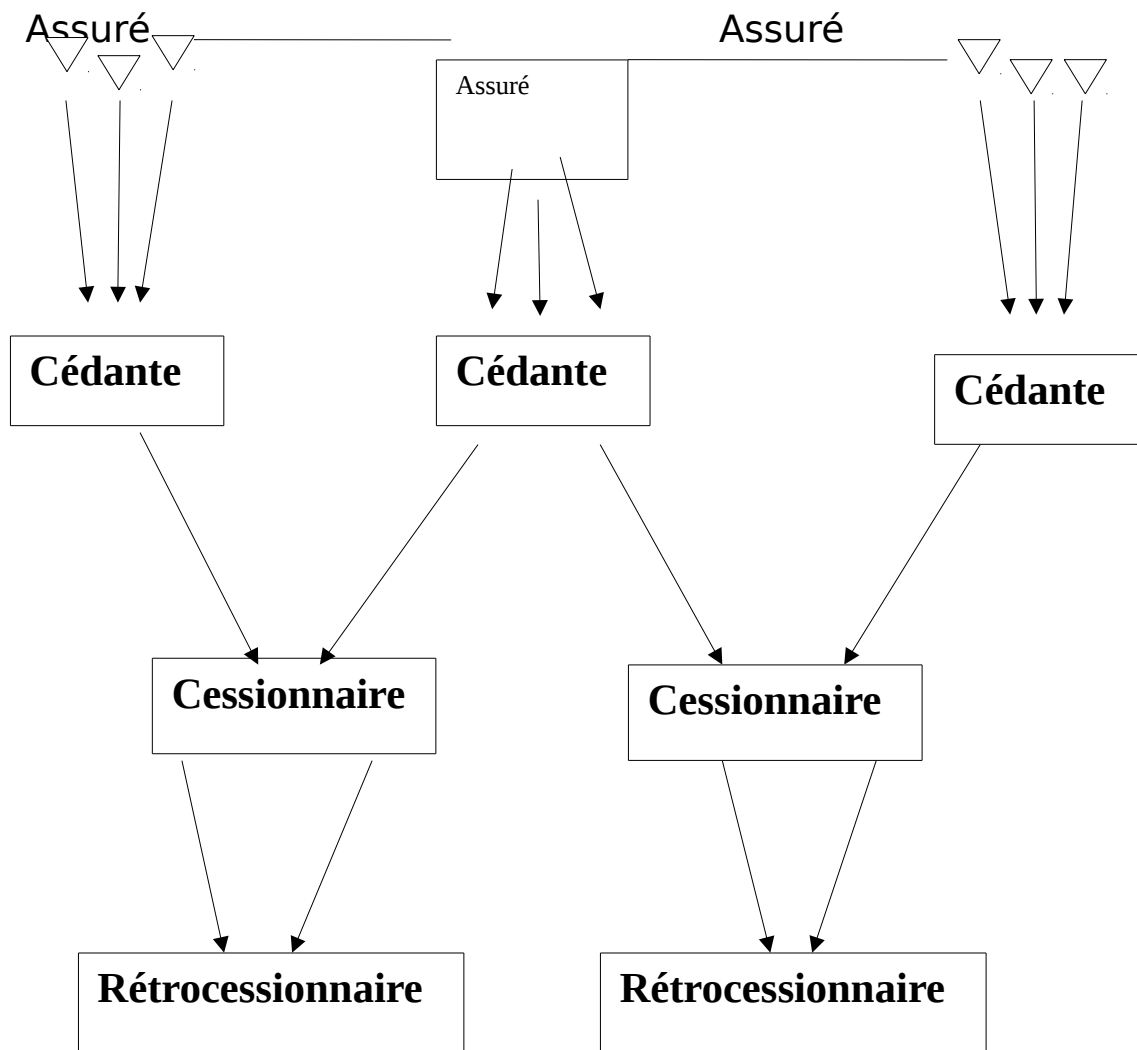 Assuré
Assuré
Assuré
Cédante
Cédante
Cédante
Cessionnaire
Cessionnaire
Rétrocessionnaire
Rétrocessionnaire